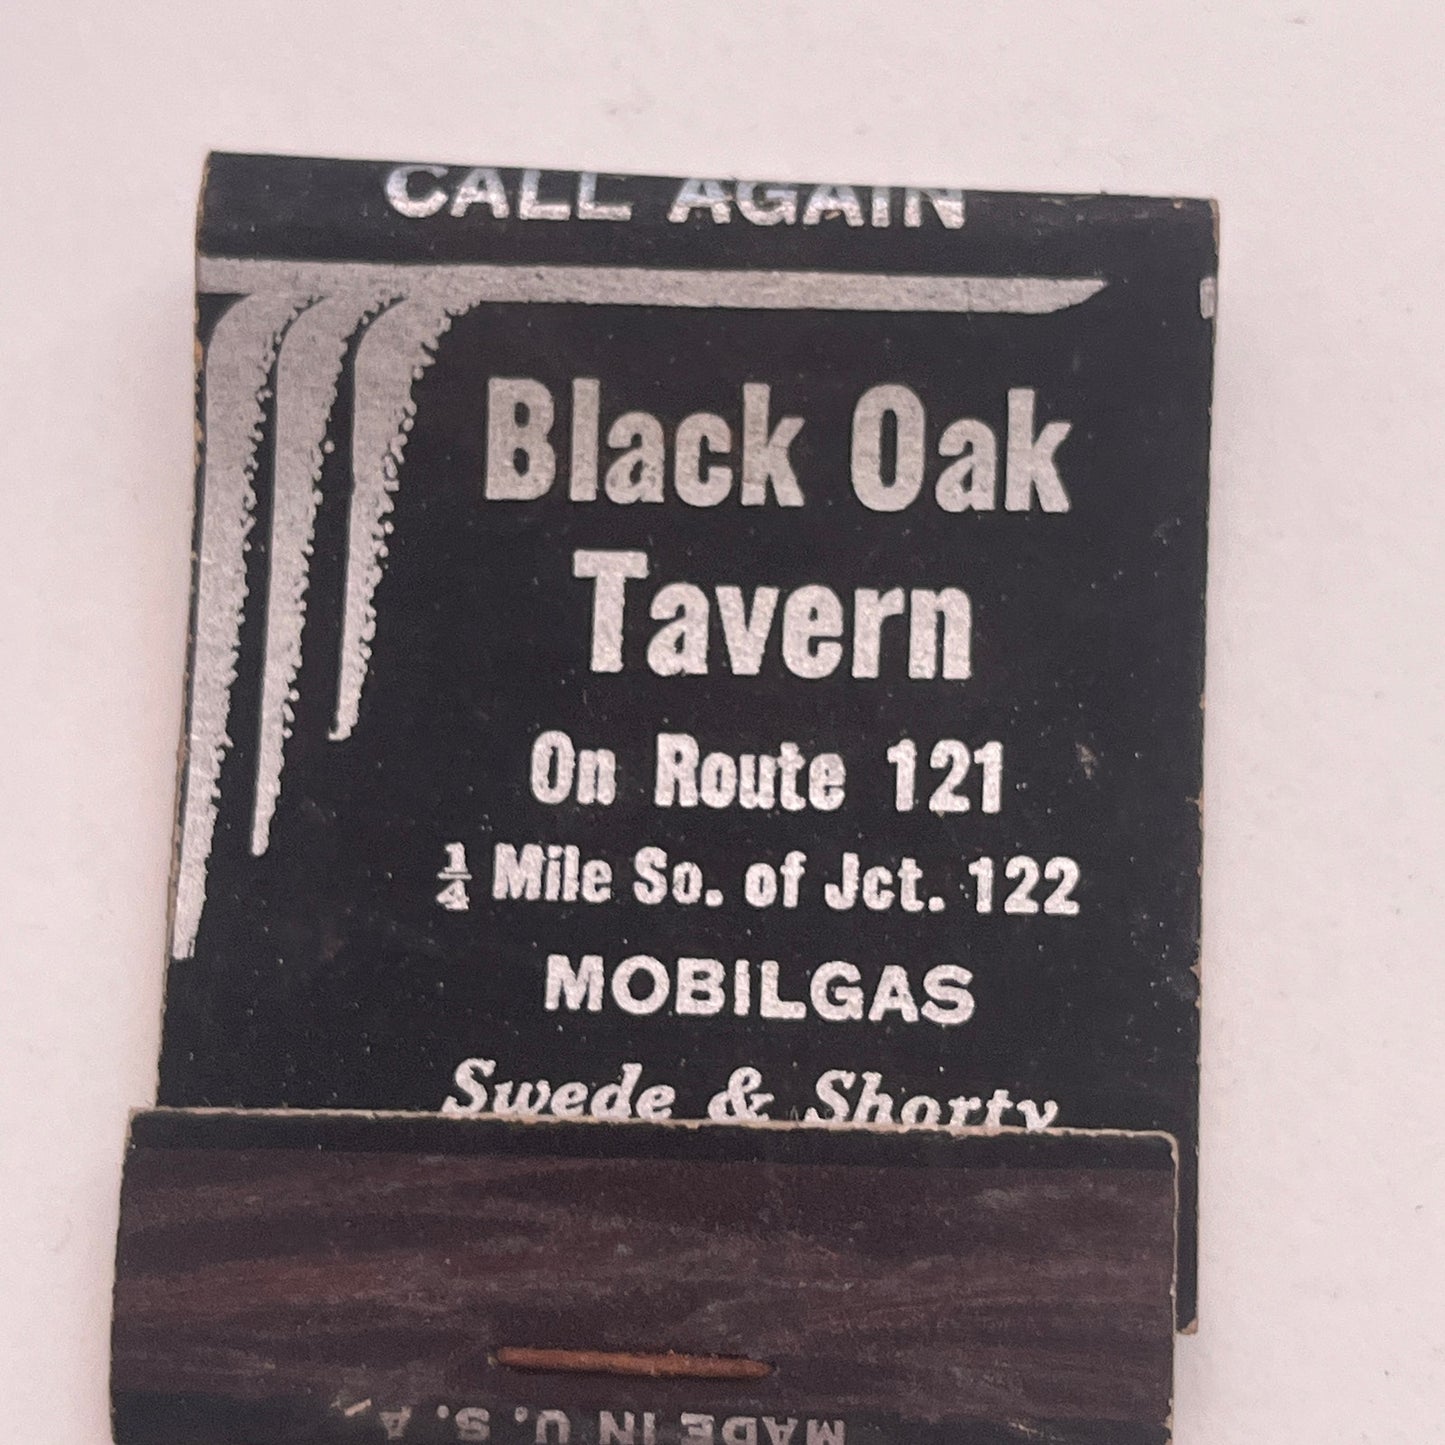 CALL AGAIN
Black Oak
Tavern
On Route 121
¼ Mile So. of Jct. 122
MOBILGAS
Swede & Shorty
MADE IN U. S. A.